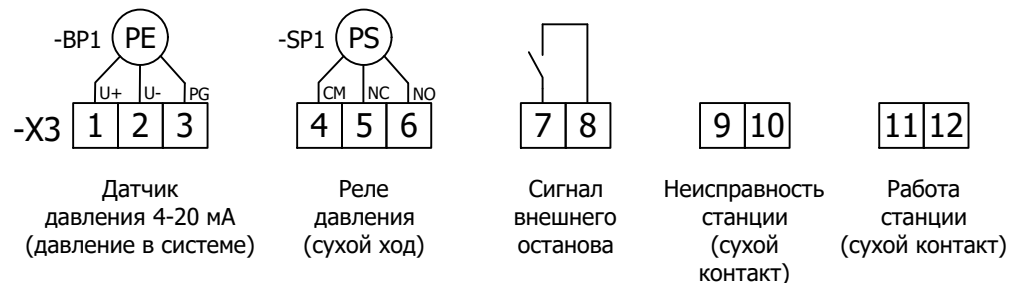 -BP1 PE
-SP1 PS
U+ U- PG
CM NC NO
-X3 1 2 3
4 5 6
7 8
9 10
11 12
Датчик
давления 4-20 мА
(давление в системе)
Реле
давления
(сухой ход)
Сигнал
внешнего
останова
Неисправность
станции
(сухой
контакт)
Работа
станции
(сухой контакт)